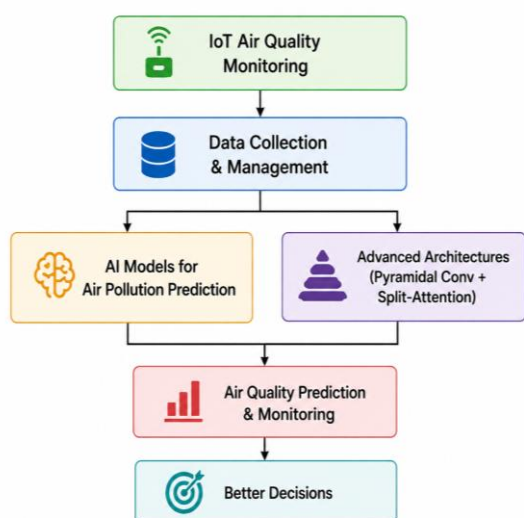 IoT Air Quality
Monitoring
Data Collection
& Management
AI Models for
Air Pollution Prediction
Advanced Architectures
(Pyramidal Conv +
Split-Attention)
Air Quality Prediction
& Monitoring
Better Decisions